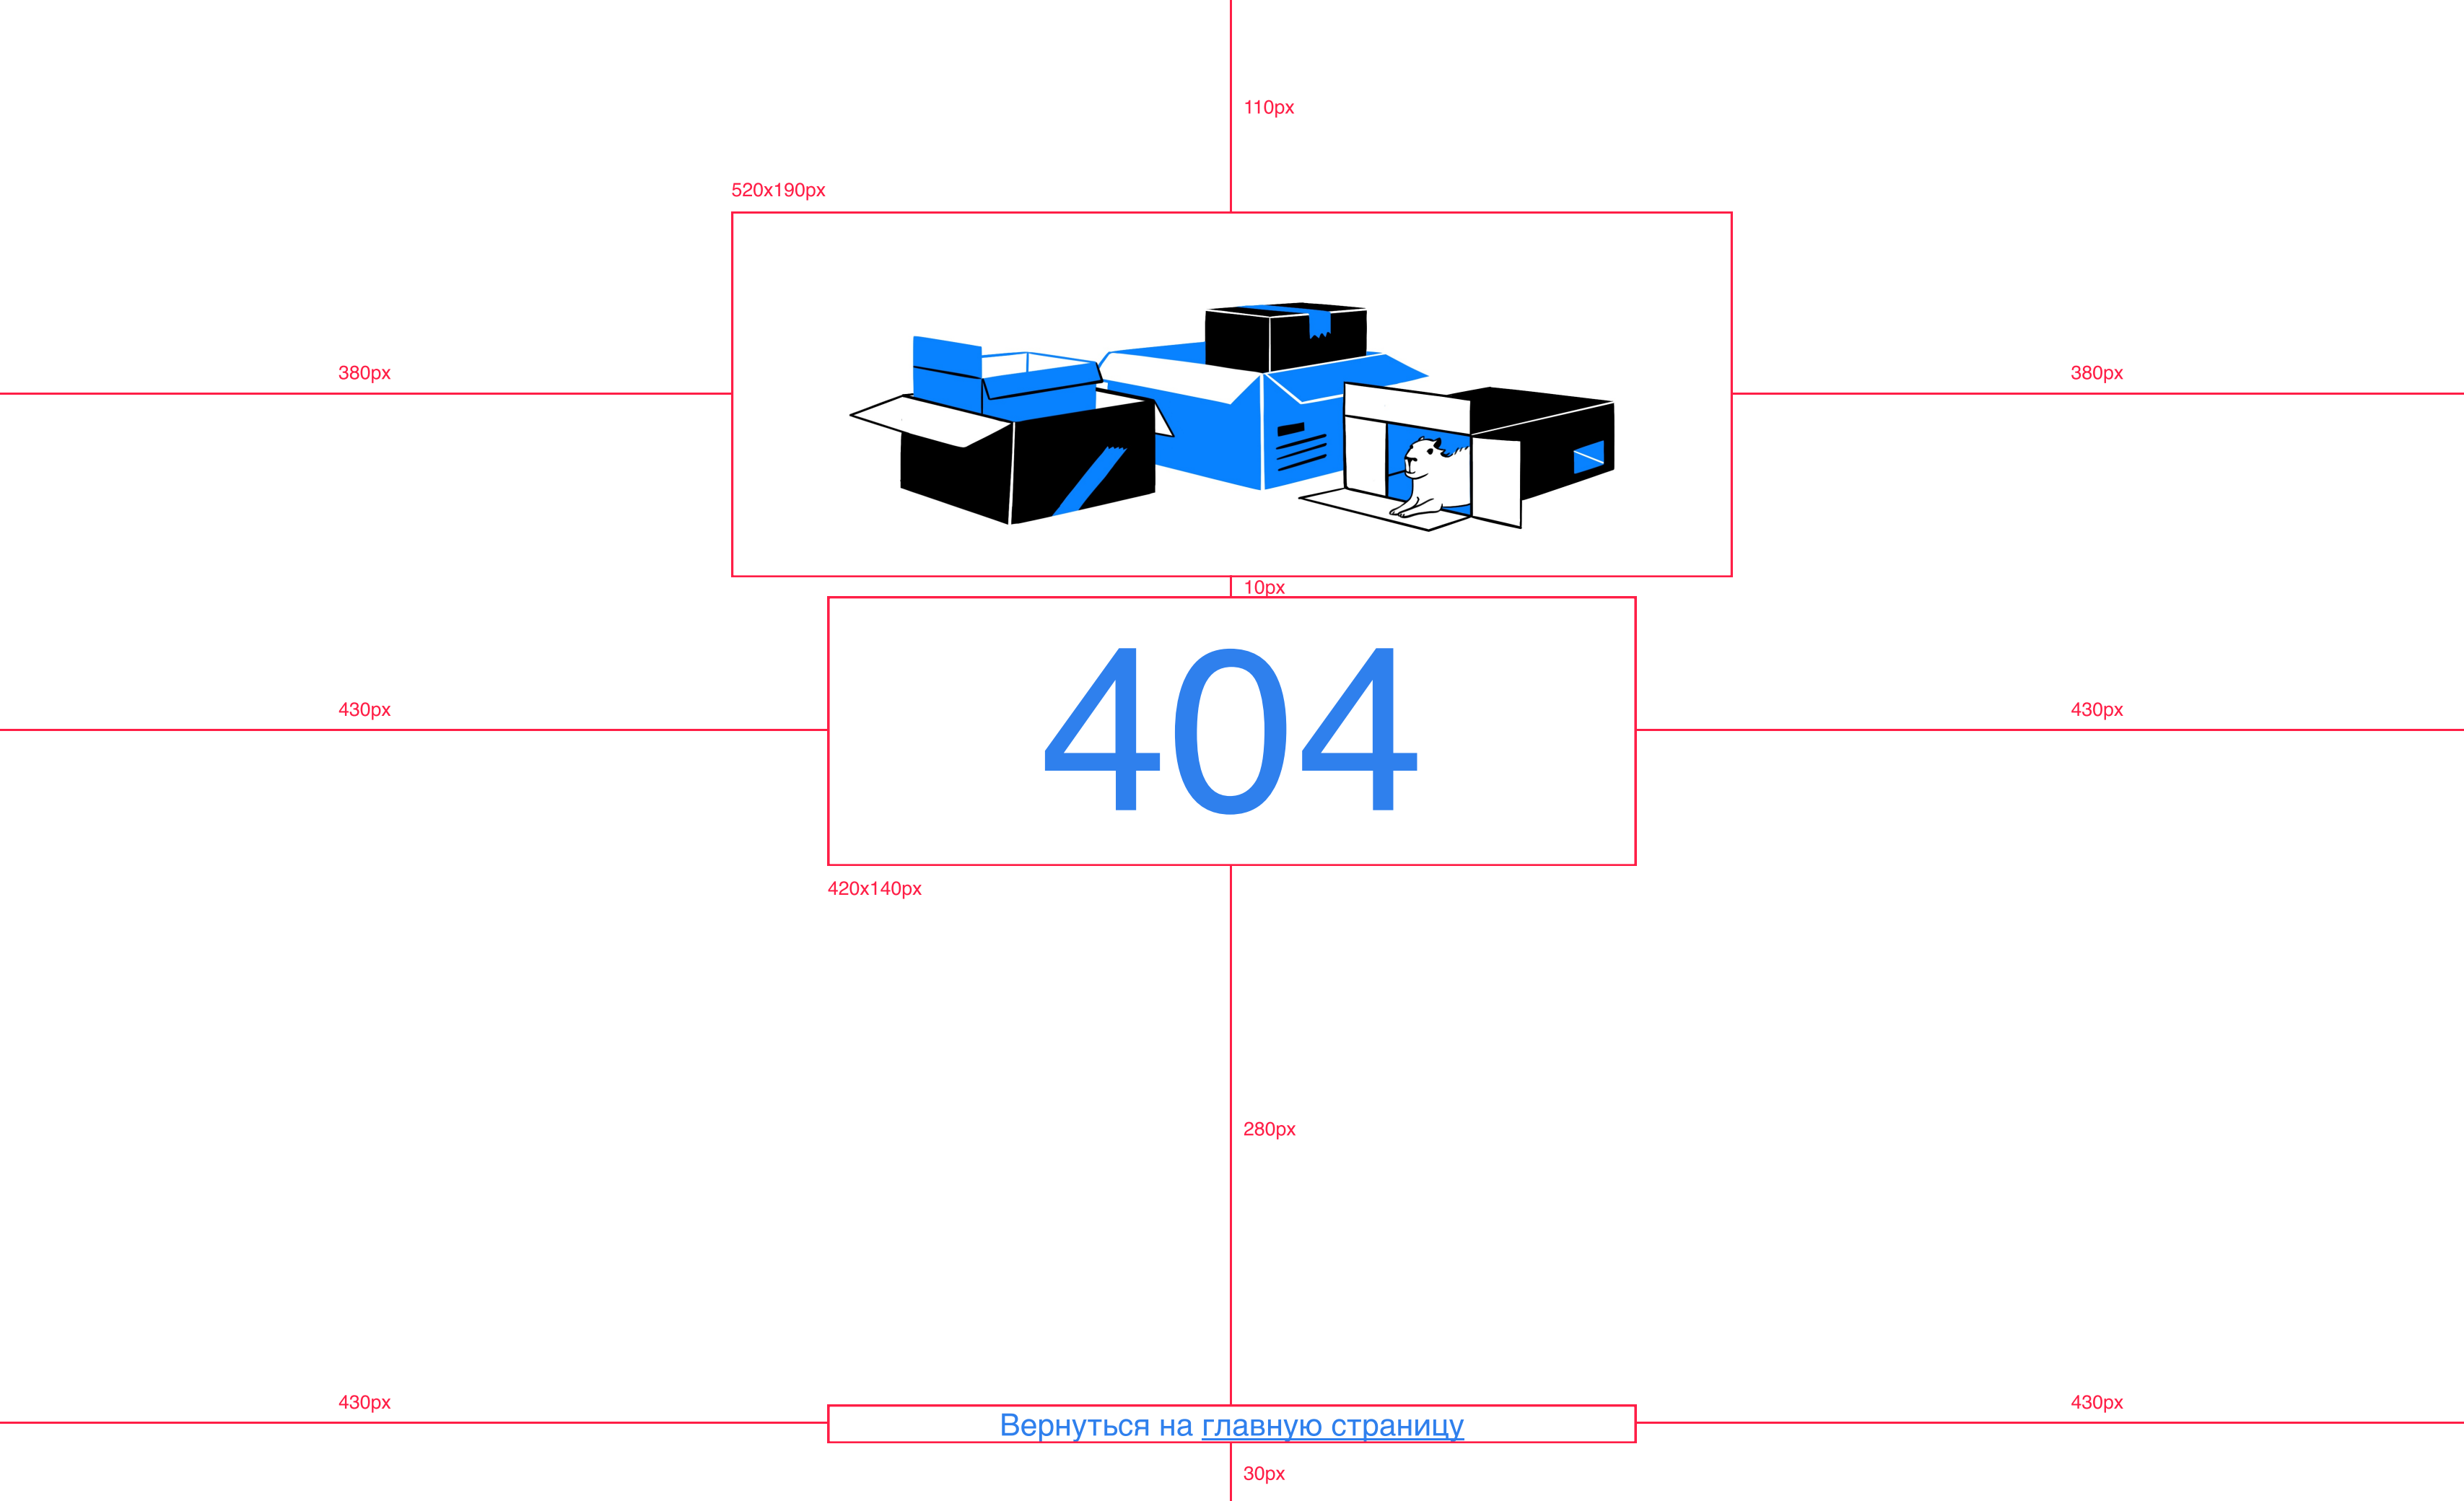 110px
520x190px
380px
380px
10px
430px
404
430px
420x140px
280px
430px
Вернуться на главную страницу
430px
30px